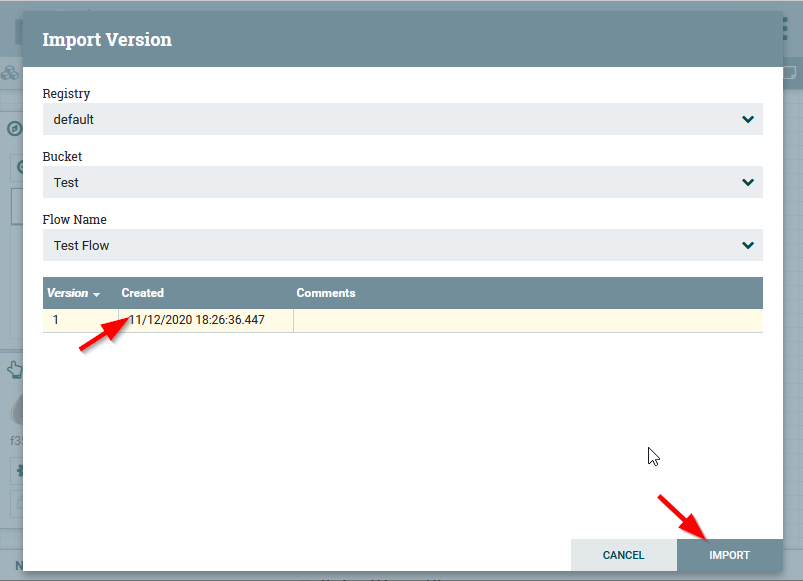 Import Version
Registry
default
Bucket
Test
Flow Name
Test Flow
Version Created Comments
1 11/12/2020 18:26:36.447
CANCEL IMPORT